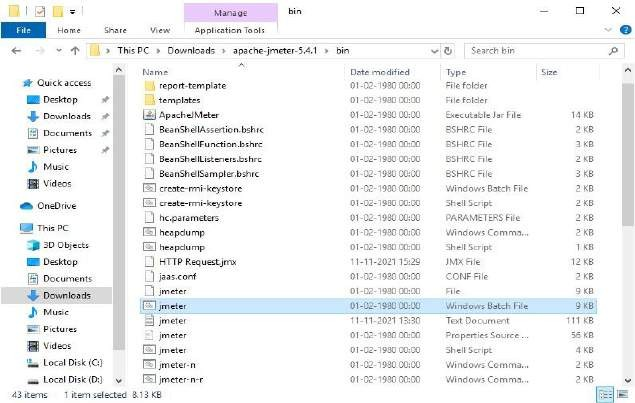 Manage bin
File Home Share View Application Tools
This PC Downloads apache-jmeter-5.4.1 bin Search bin
Name Date modified Type Size
Quick access
Desktop
Downloads
Documents
Pictures
Music
Videos
OneDrive
This PC
3D Objects
Desktop
Documents
Downloads
Music
Pictures
Videos
Local Disk (C:)
Local Disk (D:)
report-template 01-02-1980 00:00 File folder
templates 01-02-1980 00:00 File folder
ApacheJMeter 01-02-1980 00:00 Executable Jar File 14 KB
BeanShellAssertion.bshrc 01-02-1980 00:00 BSHRC File 2 KB
BeanShellFunction.bshrc 01-02-1980 00:00 BSHRC File 3 KB
BeanShellListeners.bshrc 01-02-1980 00:00 BSHRC File 2 KB
BeanShellSampler.bshrc 01-02-1980 00:00 BSHRC File 3 KB
create-rmi-keystore 01-02-1980 00:00 Windows Batch File 2 KB
create-rmi-keystore 01-02-1980 00:00 Shell Script 2 KB
hc.parameters 01-02-1980 00:00 PARAMETERS File 2 KB
heapdump 01-02-1980 00:00 Windows Comma... 2 KB
heapdump 01-02-1980 00:00 Shell Script 1 KB
HTTP Request.jmx 11-11-2021 15:29 JMX File 12 KB
jaas.conf 01-02-1980 00:00 CONF File 2 KB
jmeter 01-02-1980 00:00 File 9 KB
jmeter 01-02-1980 00:00 Windows Batch File 9 KB
jmeter 11-11-2021 13:30 Text Document 111 KB
jmeter 01-02-1980 00:00 Properties Source ... 56 KB
jmeter 01-02-1980 00:00 Shell Script 4 KB
jmeter-n 01-02-1980 00:00 Windows Comma... 2 KB
jmeter-n-r 01-02-1980 00:00 Windows Comma... 2 KB
43 items 1 item selected 8.13 KB